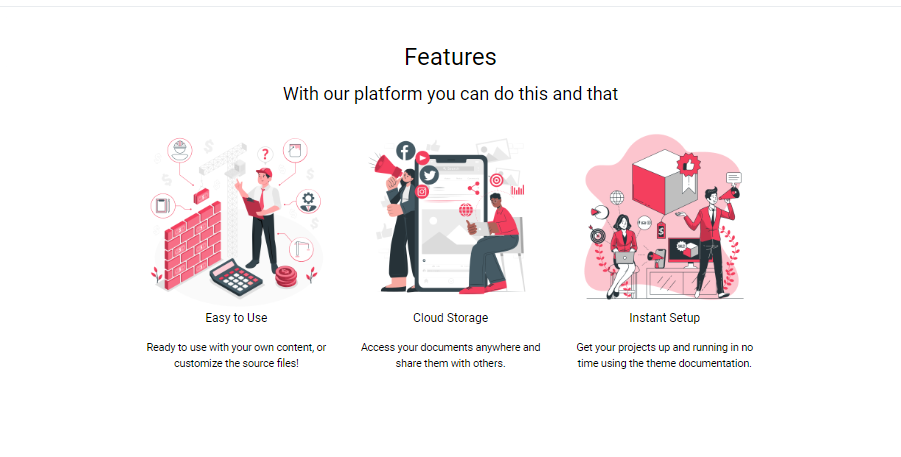 Features
With our platform you can do this and that
Easy to Use
Cloud Storage
Instant Setup
Ready to use with your own content, or
customize the source files!
Access your documents anywhere and
share them with others.
Get your projects up and running in no
time using the theme documentation.